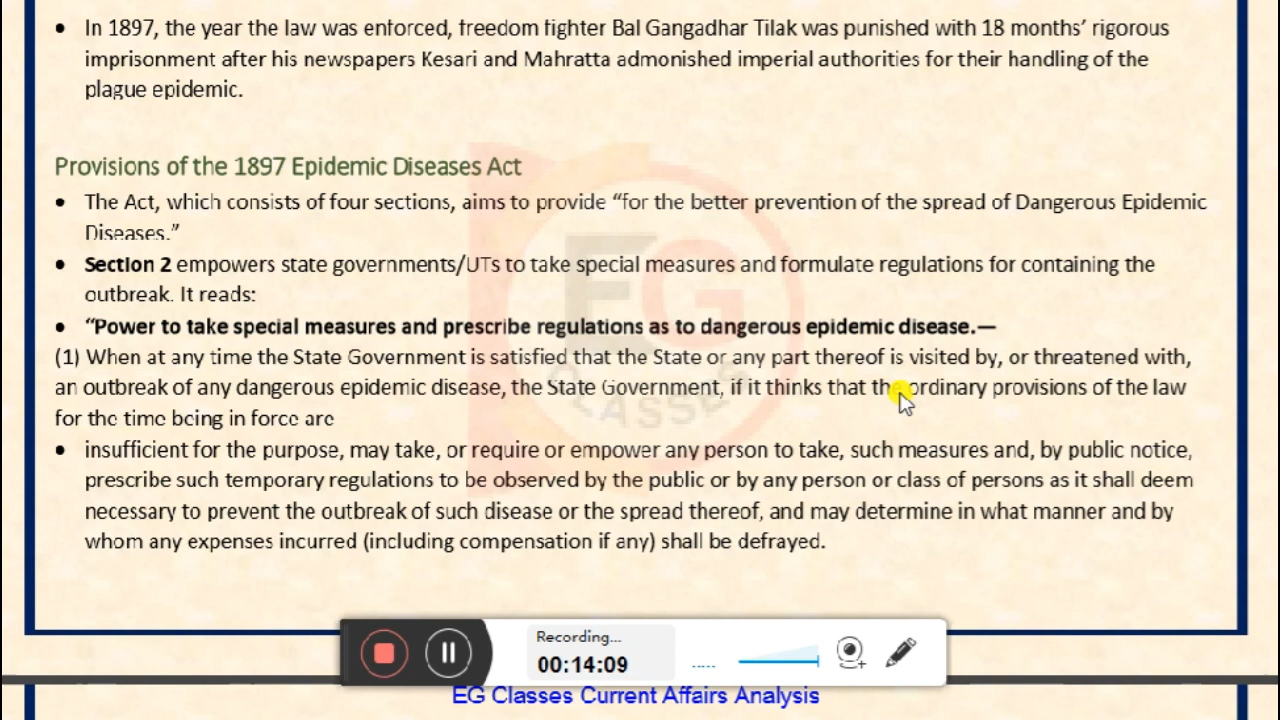 • In 1897, the year the law was enforced, freedom fighter Bal Gangadhar Tilak was punished with 18 months’ rigorous
imprisonment after his newspapers Kesari and Mahratta admonished imperial authorities for their handling of the
plague epidemic.
Provisions of the 1897 Epidemic Diseases Act
• The Act, which consists of four sections, aims to provide “for the better prevention of the spread of Dangerous Epidemic
Diseases.”
• Section 2 empowers state governments/UTs to take special measures and formulate regulations for containing the
outbreak. It reads:
• “Power to take special measures and prescribe regulations as to dangerous epidemic disease.—
(1) When at any time the State Government is satisfied that the State or any part thereof is visited by, or threatened with,
an outbreak of any dangerous epidemic disease, the State Government, if it thinks that the ordinary provisions of the law
for the time being in force are
• insufficient for the purpose, may take, or require or empower any person to take, such measures and, by public notice,
prescribe such temporary regulations to be observed by the public or by any person or class of persons as it shall deem
necessary to prevent the outbreak of such disease or the spread thereof, and may determine in what manner and by
whom any expenses incurred (including compensation if any) shall be defrayed.
EG
CLASSES
Recording...
00:14:09
EG Classes Current Affairs Analysis